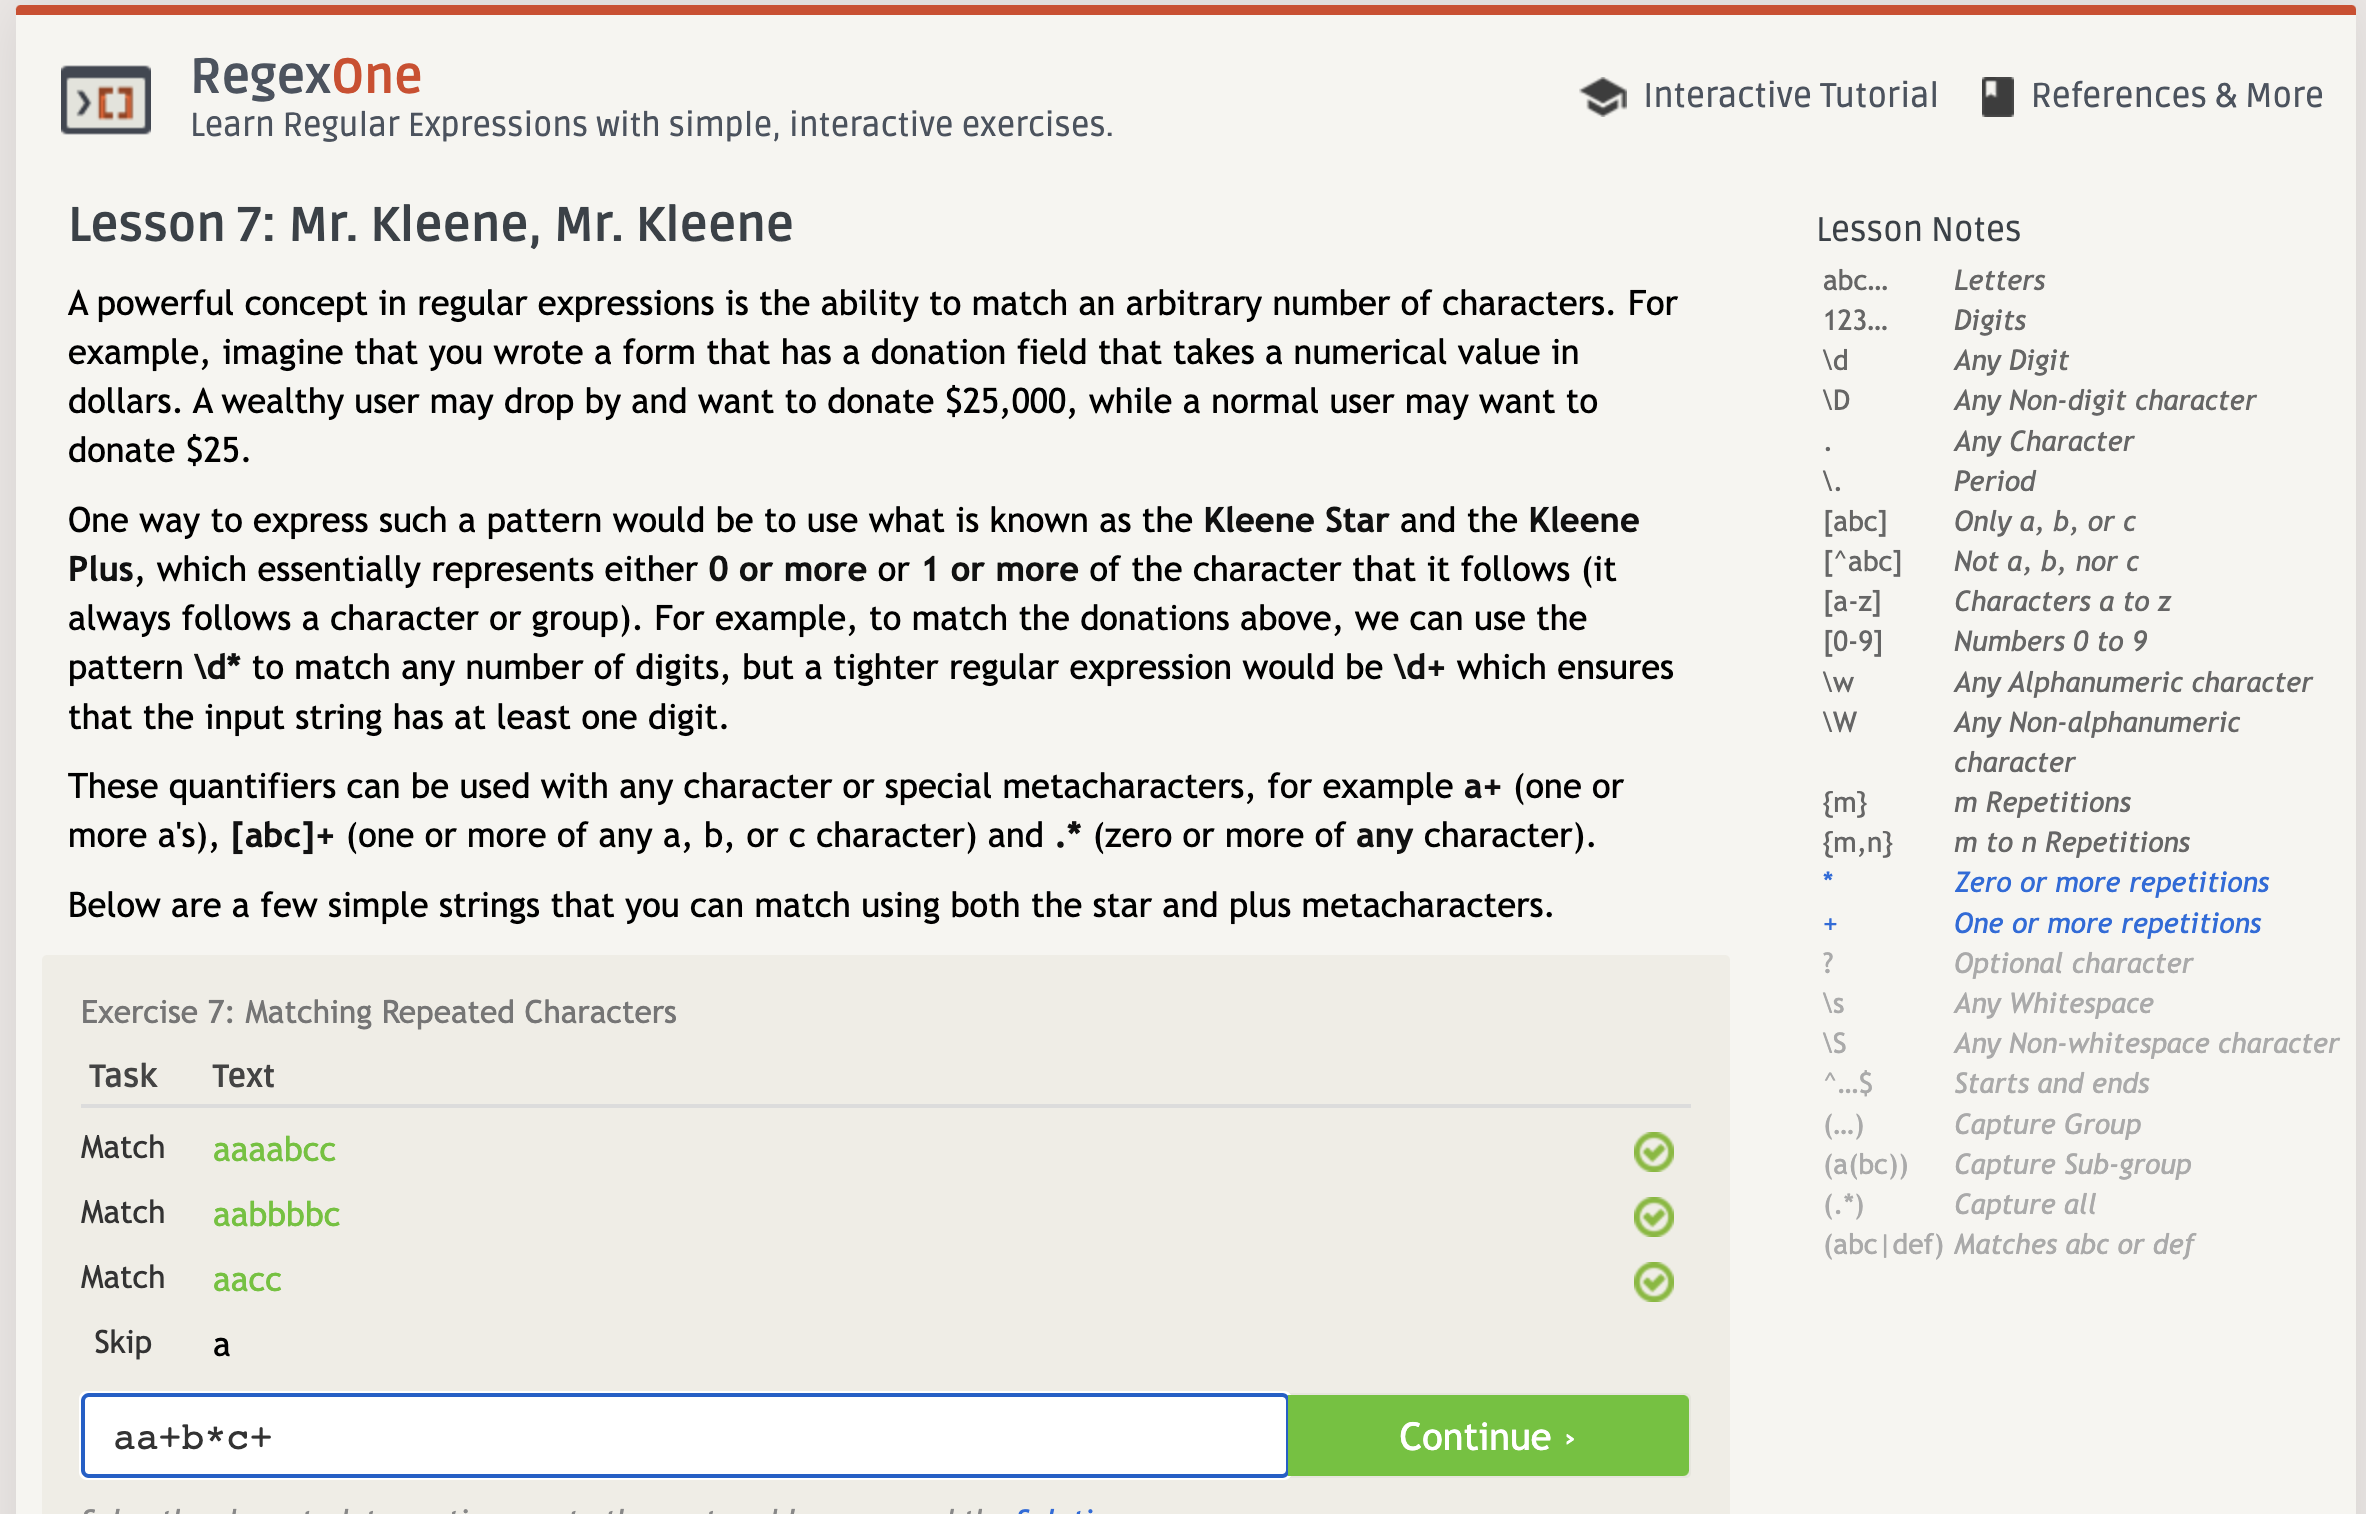 RegexOne
Learn Regular Expressions with simple, interactive exercises.
Interactive Tutorial
References & More
Lesson 7: Mr. Kleene, Mr. Kleene
A powerful concept in regular expressions is the ability to match an arbitrary number of characters. For
example, imagine that you wrote a form that has a donation field that takes a numerical value in
dollars. A wealthy user may drop by and want to donate $25,000, while a normal user may want to
donate $25.
One way to express such a pattern would be to use what is known as the Kleene Star and the Kleene
Plus, which essentially represents either 0 or more or 1 or more of the character that it follows (it
always follows a character or group). For example, to match the donations above, we can use the
pattern \d* to match any number of digits, but a tighter regular expression would be \d+ which ensures
that the input string has at least one digit.
These quantifiers can be used with any character or special metacharacters, for example a+ (one or
more a's), [abc]+ (one or more of any a, b, or c character) and .* (zero or more of any character).
Below are a few simple strings that you can match using both the star and plus metacharacters.
Exercise 7: Matching Repeated Characters
Task Text
Match aaaabcc
Match aabbbbc
Match aacc
Skip a
aa+b*c+
Continue ›
Lesson Notes
abc… Letters
123… Digits
\d Any Digit
\D Any Non-digit character
. Any Character
\. Period
[abc] Only a, b, or c
[^abc] Not a, b, nor c
[a-z] Characters a to z
[0-9] Numbers 0 to 9
\w Any Alphanumeric character
\W Any Non-alphanumeric
character
{m} m Repetitions
{m,n} m to n Repetitions
* Zero or more repetitions
+ One or more repetitions
? Optional character
\s Any Whitespace
\S Any Non-whitespace character
^…$ Starts and ends
(…) Capture Group
(a(bc)) Capture Sub-group
(.*) Capture all
(abc|def) Matches abc or def